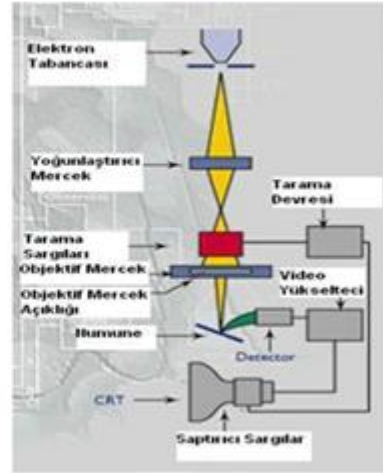 Elektron
Tabancası
Yoğunlaştırıcı
Mercek
Tarama
Devresi
Tarama
Sargıları
Objektif Mercek
Objektif Mercek
Açıklığı
Video
Yükselteci
Numune
Detector
CRT
Saptırıcı Sargılar